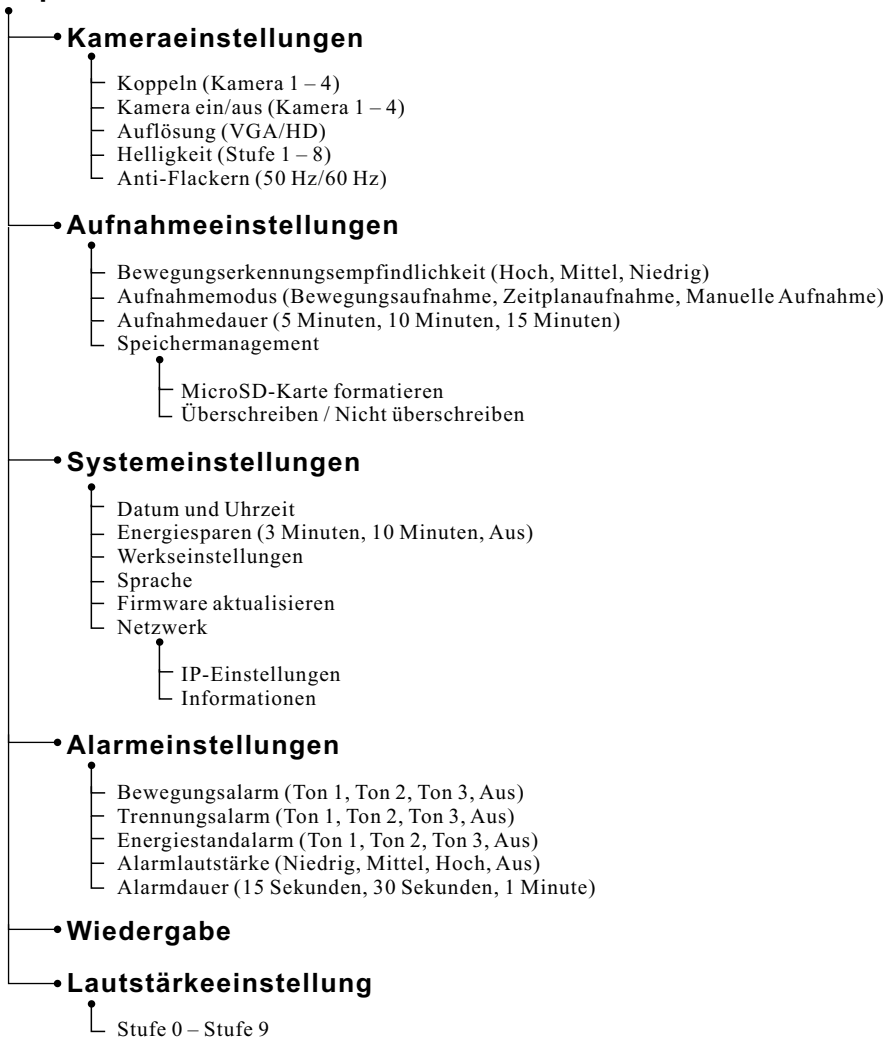 Kameraeinstellungen
Koppeln (Kamera 1 – 4)
Kamera ein/aus (Kamera 1 – 4)
Auflösung (VGA/HD)
Helligkeit (Stufe 1 – 8)
Anti-Flackern (50 Hz/60 Hz)
Aufnahmeeinstellungen
Bewegungserkennungsempfindlichkeit (Hoch, Mittel, Niedrig)
Aufnahmemodus (Bewegungsaufnahme, Zeitplanaufnahme, Manuelle Aufnahme)
Aufnahmedauer (5 Minuten, 10 Minuten, 15 Minuten)
Speichermanagement
MicroSD-Karte formatieren
Überschreiben / Nicht überschreiben
Systemeinstellungen
Datum und Uhrzeit
Energiesparen (3 Minuten, 10 Minuten, Aus)
Werkseinstellungen
Sprache
Firmware aktualisieren
Netzwerk
IP-Einstellungen
Informationen
Alarmeinstellungen
Bewegungsalarm (Ton 1, Ton 2, Ton 3, Aus)
Trennungsalarm (Ton 1, Ton 2, Ton 3, Aus)
Energiestandalarm (Ton 1, Ton 2, Ton 3, Aus)
Alarmlautstärke (Niedrig, Mittel, Hoch, Aus)
Alarmdauer (15 Sekunden, 30 Sekunden, 1 Minute)
Wiedergabe
Lautstärkeeinstellung
Stufe 0 – Stufe 9